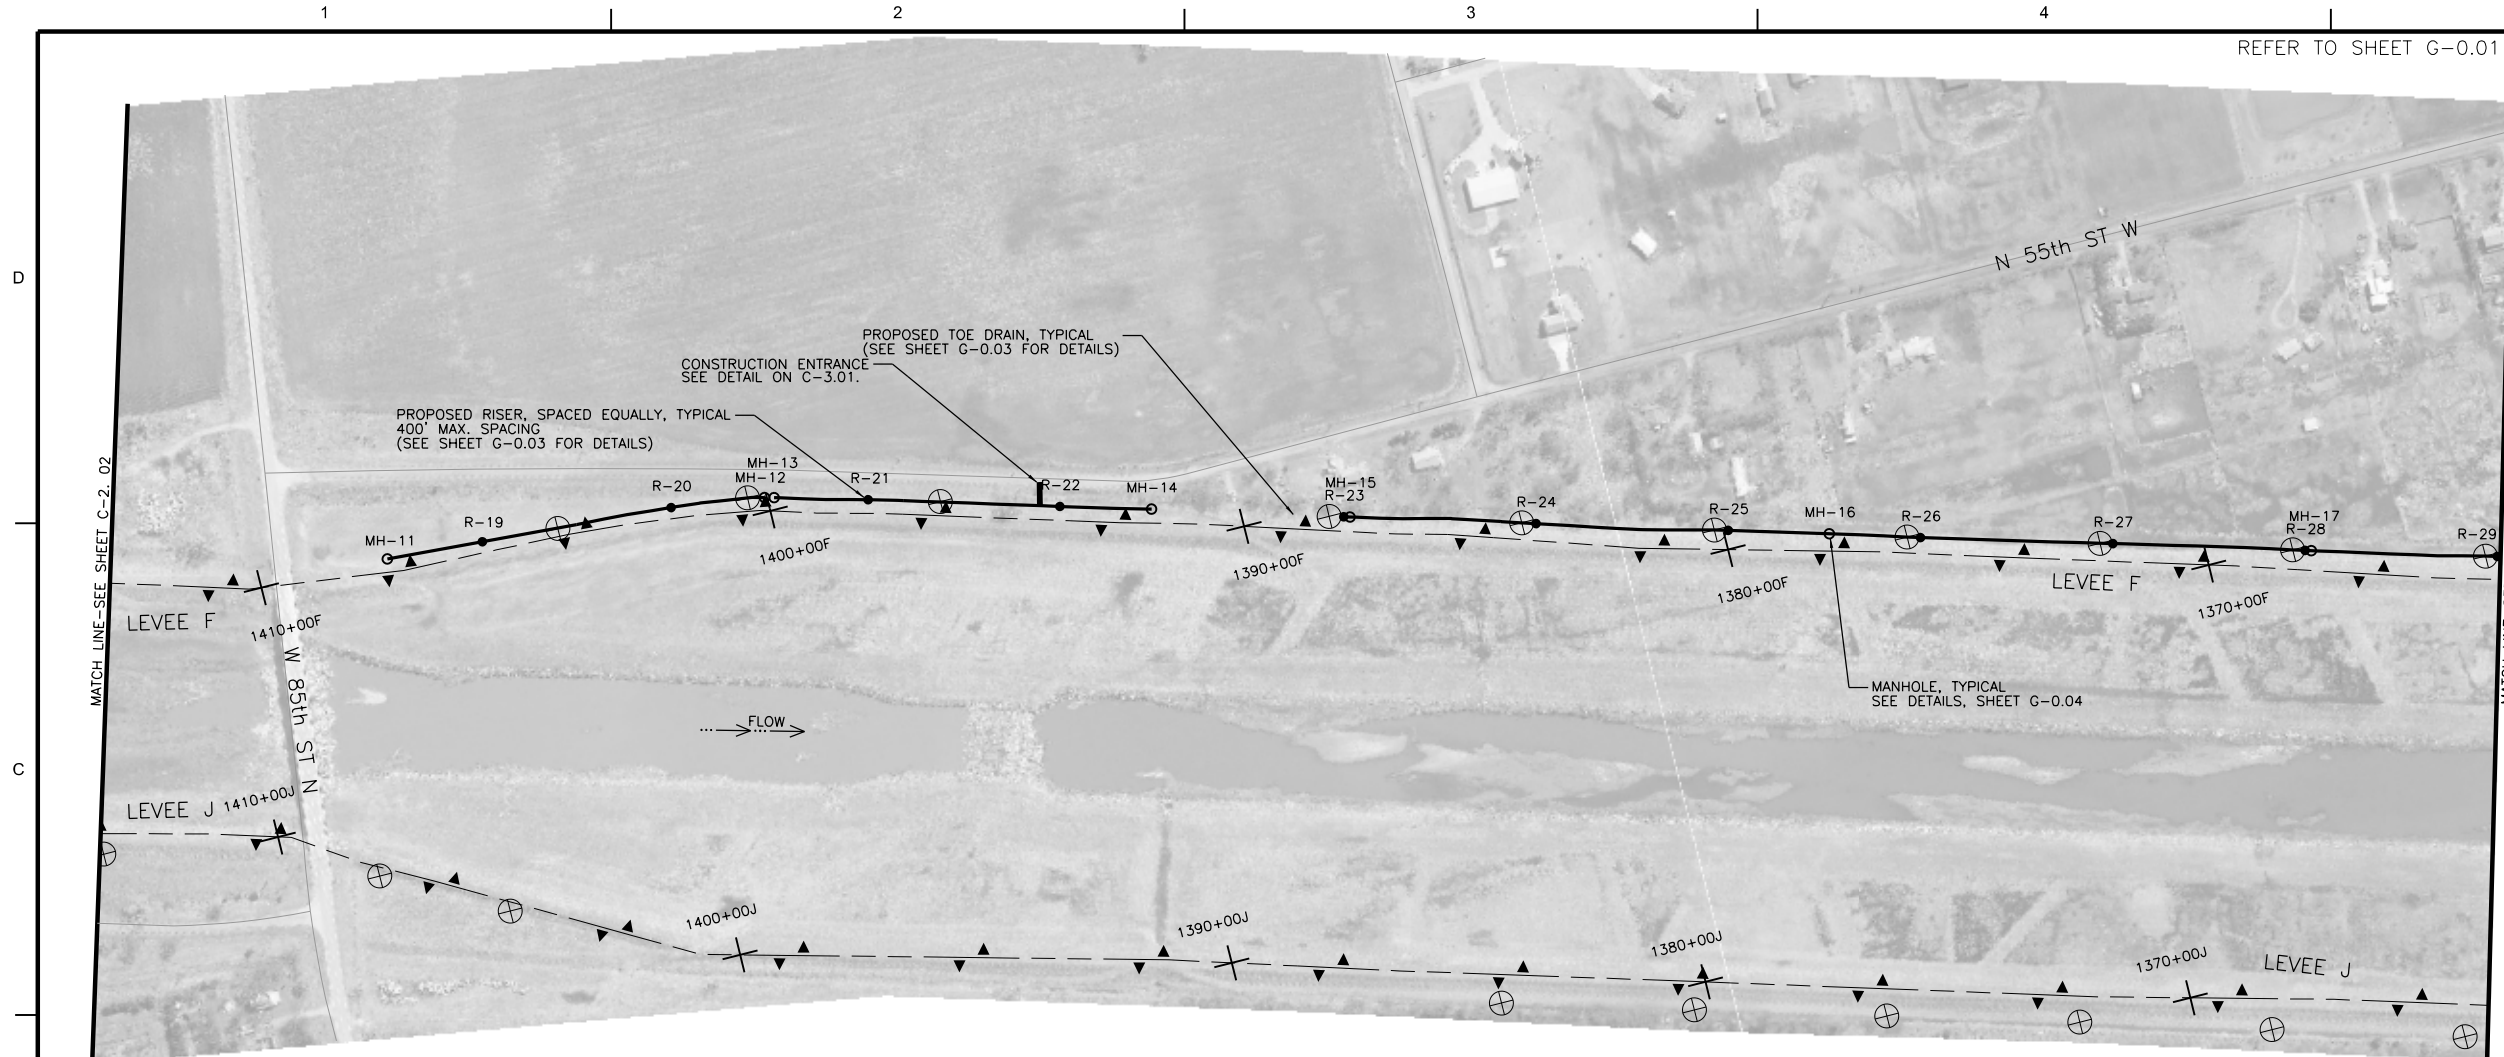 1
2
3
4
REFER TO SHEET G-0.01
D
C
N 55th ST W
PROPOSED TOE DRAIN, TYPICAL
(SEE SHEET G-0.03 FOR DETAILS)
CONSTRUCTION ENTRANCE
SEE DETAIL ON C-3.01.
PROPOSED RISER, SPACED EQUALLY, TYPICAL
400' MAX. SPACING
(SEE SHEET G-0.03 FOR DETAILS)
MATCH LINE-SEE SHEET C-2. 02
MH-11
R-19
R-20
MH-13
MH-12
R-21
R-22
MH-14
MH-15
R-23
R-24
R-25
MH-16
R-26
R-27
MH-17
R-28
R-29
1410+00F
1400+00F
1390+00F
1380+00F
1370+00F
LEVEE F
LEVEE F
W 85th ST N
MANHOLE, TYPICAL
SEE DETAILS, SHEET G-0.04
FLOW
LEVEE J
1410+00J
1400+00J
1390+00J
1380+00J
1370+00J
LEVEE J